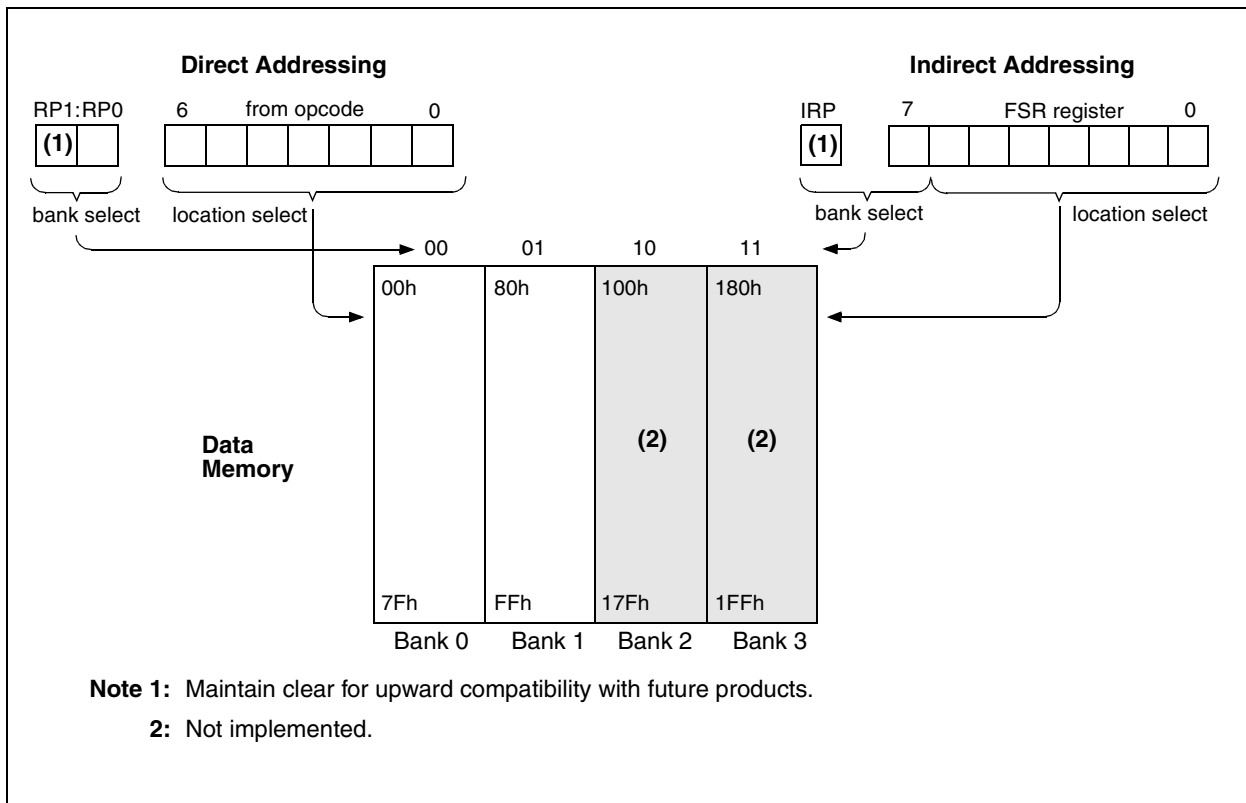 Direct Addressing
Indirect Addressing
RP1:RP0 6 from opcode 0
IRP 7 FSR register 0
(1)
(1)
bank select location select
bank select location select
00 01 10 11
00h 80h 100h 180h
Data
Memory
(2) (2)
7Fh FFh 17Fh 1FFh
Bank 0 Bank 1 Bank 2 Bank 3
Note 1: Maintain clear for upward compatibility with future products.
2: Not implemented.